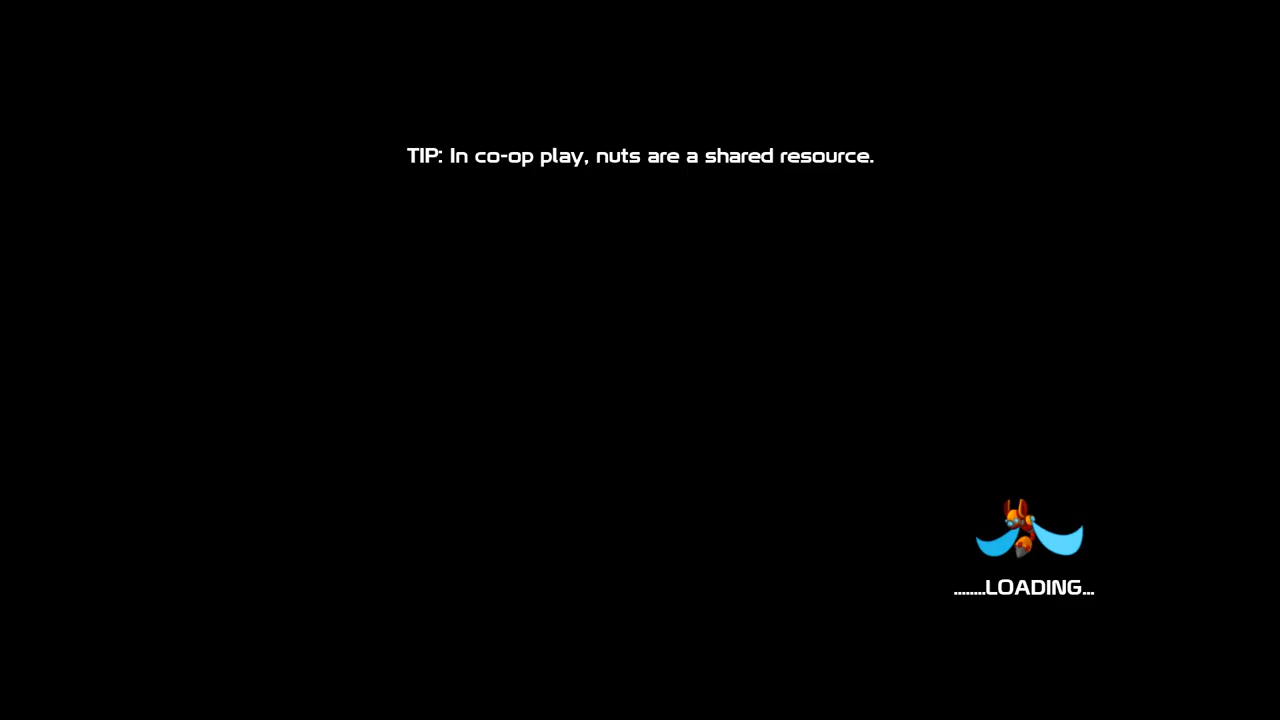 TIP: In co-op play, nuts are a shared resource.
........LOADING...